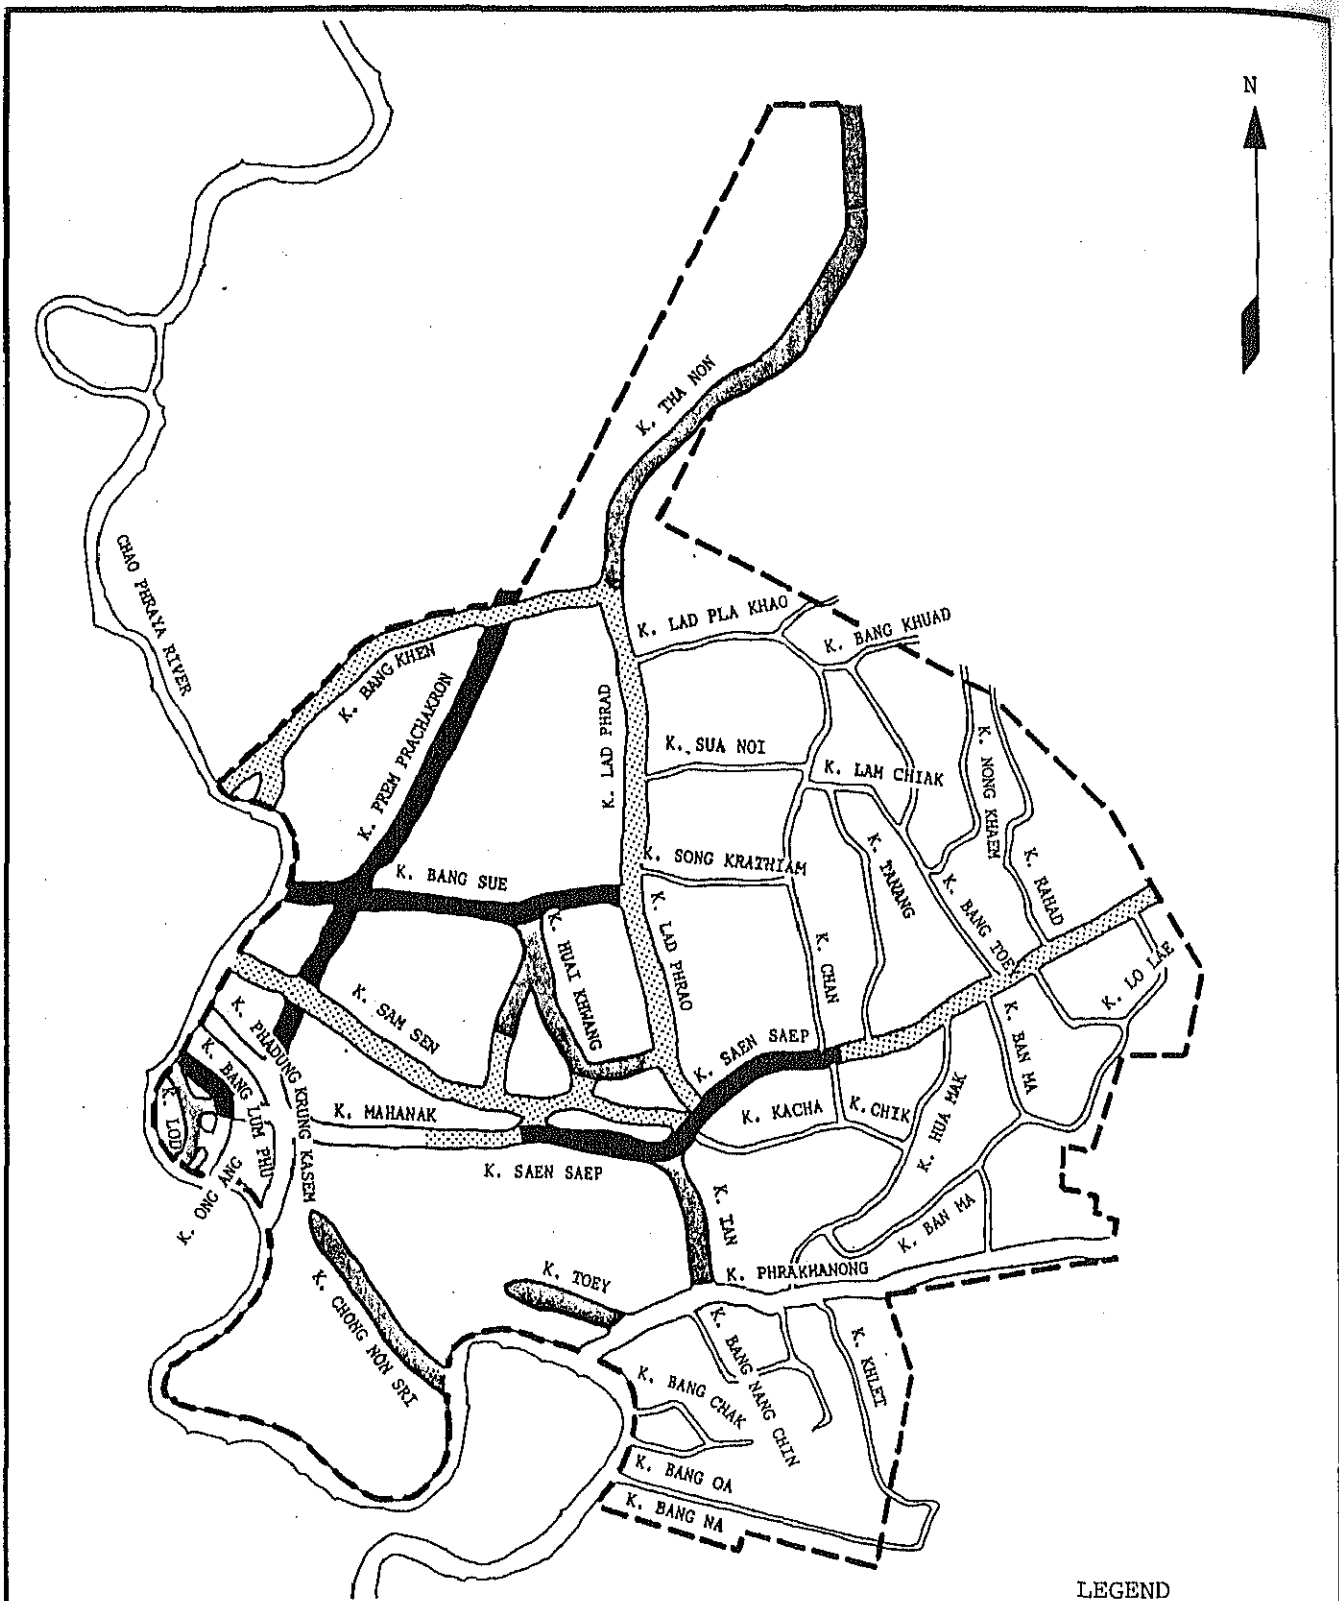 N
K. THA NON
CHAO PHRAYA RIVER
K. LAD PLA KHAO
K. BANG KHUAD
K. BANG KHEN
K. PREM PRACHAKRON
K. LAD PHRAD
K. SUA NOI
K. LAM CHIAK
K. NONG KHAEM
K. BANG SUE
K. SONG KRATHIAM
K. TANANG
K. BANG TOEY
K. RAHAD
K. HUAI KHWANG
K. LAD PHRAO
K. CHAN
K. LO LAE
K. SAM SEN
K. PHADUNG KRUNG KASEM
K. BANG LUM PHU
K. LOD
K. SAEN SAEP
K. BAN MA
K. MAHANAK
K. KACHA
K. CHIK
K. HUA MAK
K. SAEN SAEP
K. ONG ANG
K. TAN
K. BAN MA
K. PHRAKHANONG
K. TOEY
K. CHONG NON SRI
K. BANG NANG CHIN
K. KHLET
K. BANG CHAK
K. BANG OA
K. BANG NA
LEGEND